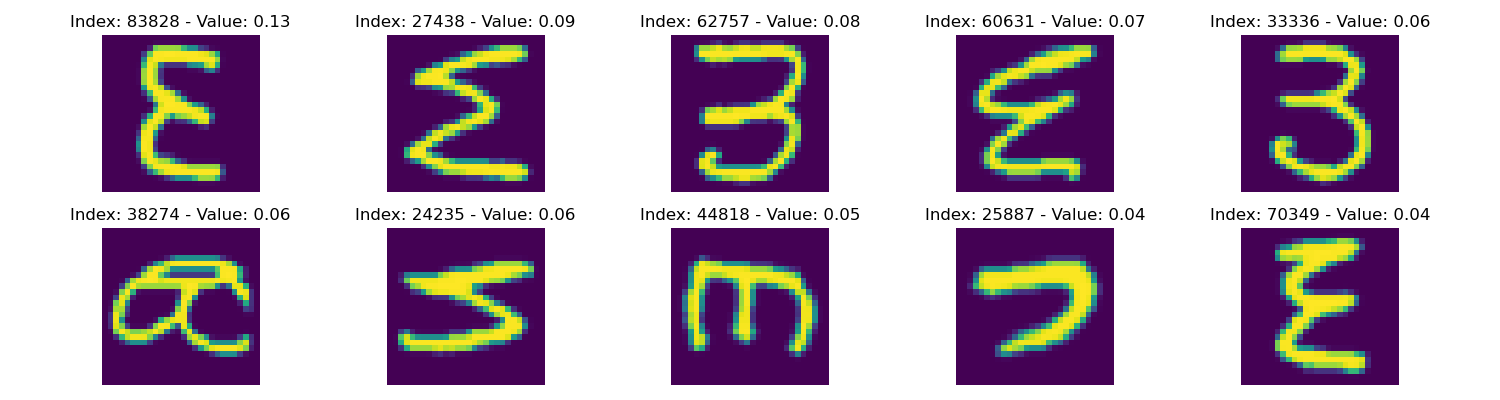 Index: 83828 - Value: 0.13 Index: 27438 - Value: 0.09 Index: 62757 - Value: 0.08 Index: 60631 - Value: 0.07 Index: 33336 - Value: 0.06
Index: 38274 - Value: 0.06 Index: 24235 - Value: 0.06 Index: 44818 - Value: 0.05 Index: 25887 - Value: 0.04 Index: 70349 - Value: 0.04